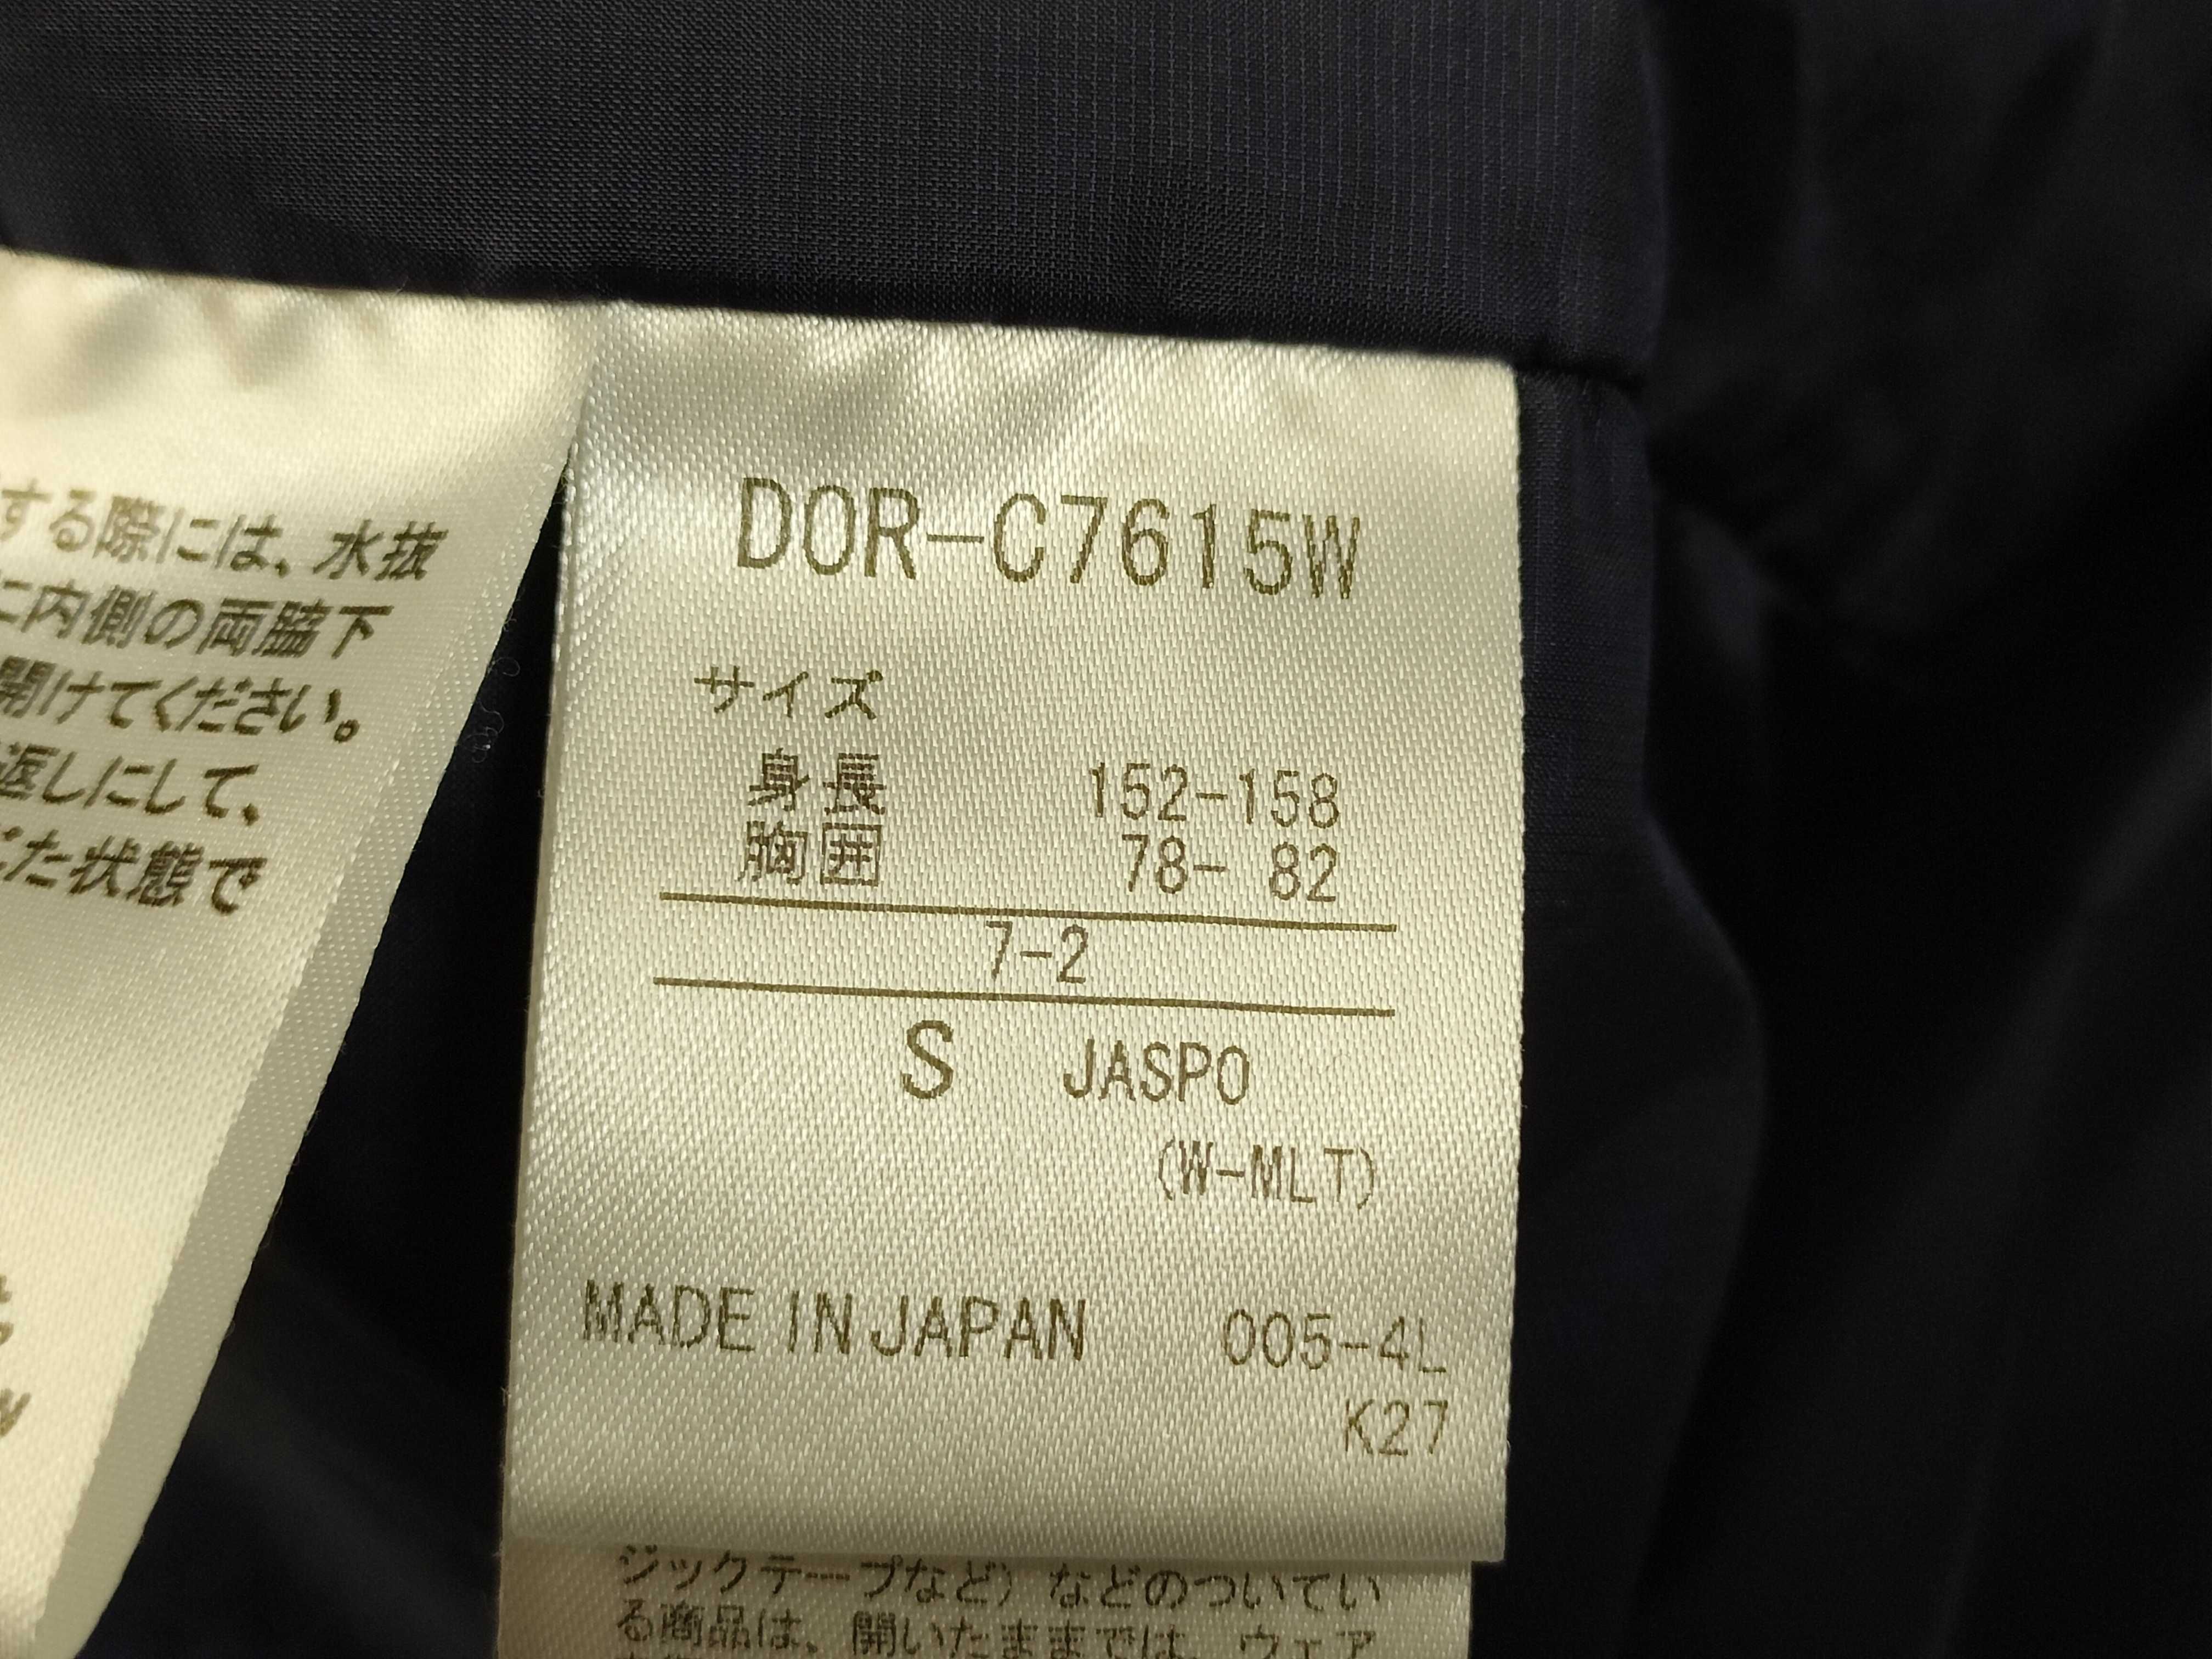 する際には、水抜
に内側の両脇下
開けてください。
返しにして、
じた状態で
DOR-C7615W
サイズ
身長 152-158
胸囲 78- 82
7-2
S JASPO
(W-MLT)
MADE IN JAPAN 005-4L
K27
ジックテープなど）などのついてい
る商品は、開いたままでは、ウェア